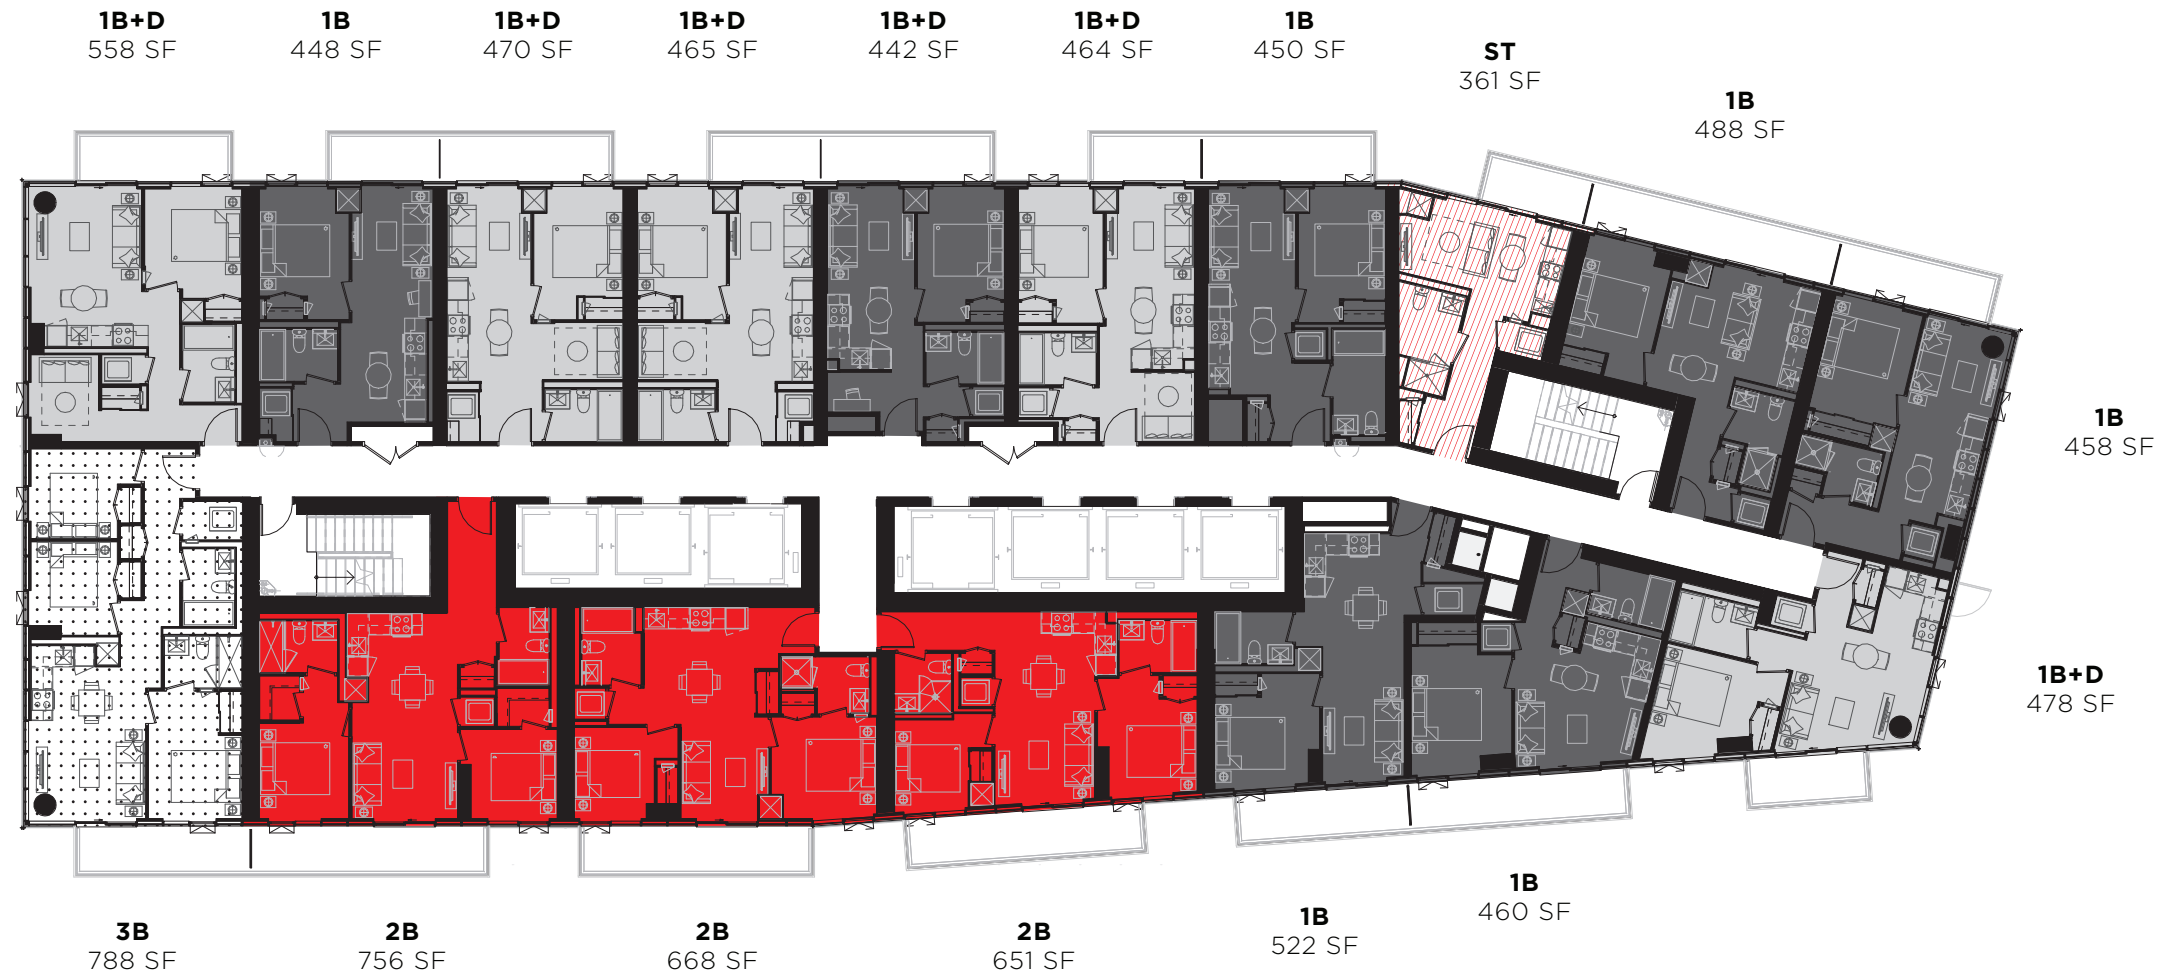 1B+D
558 SF
1B
448 SF
1B+D
470 SF
1B+D
465 SF
1B+D
442 SF
1B+D
464 SF
1B
450 SF
ST
361 SF
1B
488 SF
1B
458 SF
1B+D
478 SF
3B
788 SF
2B
756 SF
2B
668 SF
2B
651 SF
1B
522 SF
1B
460 SF